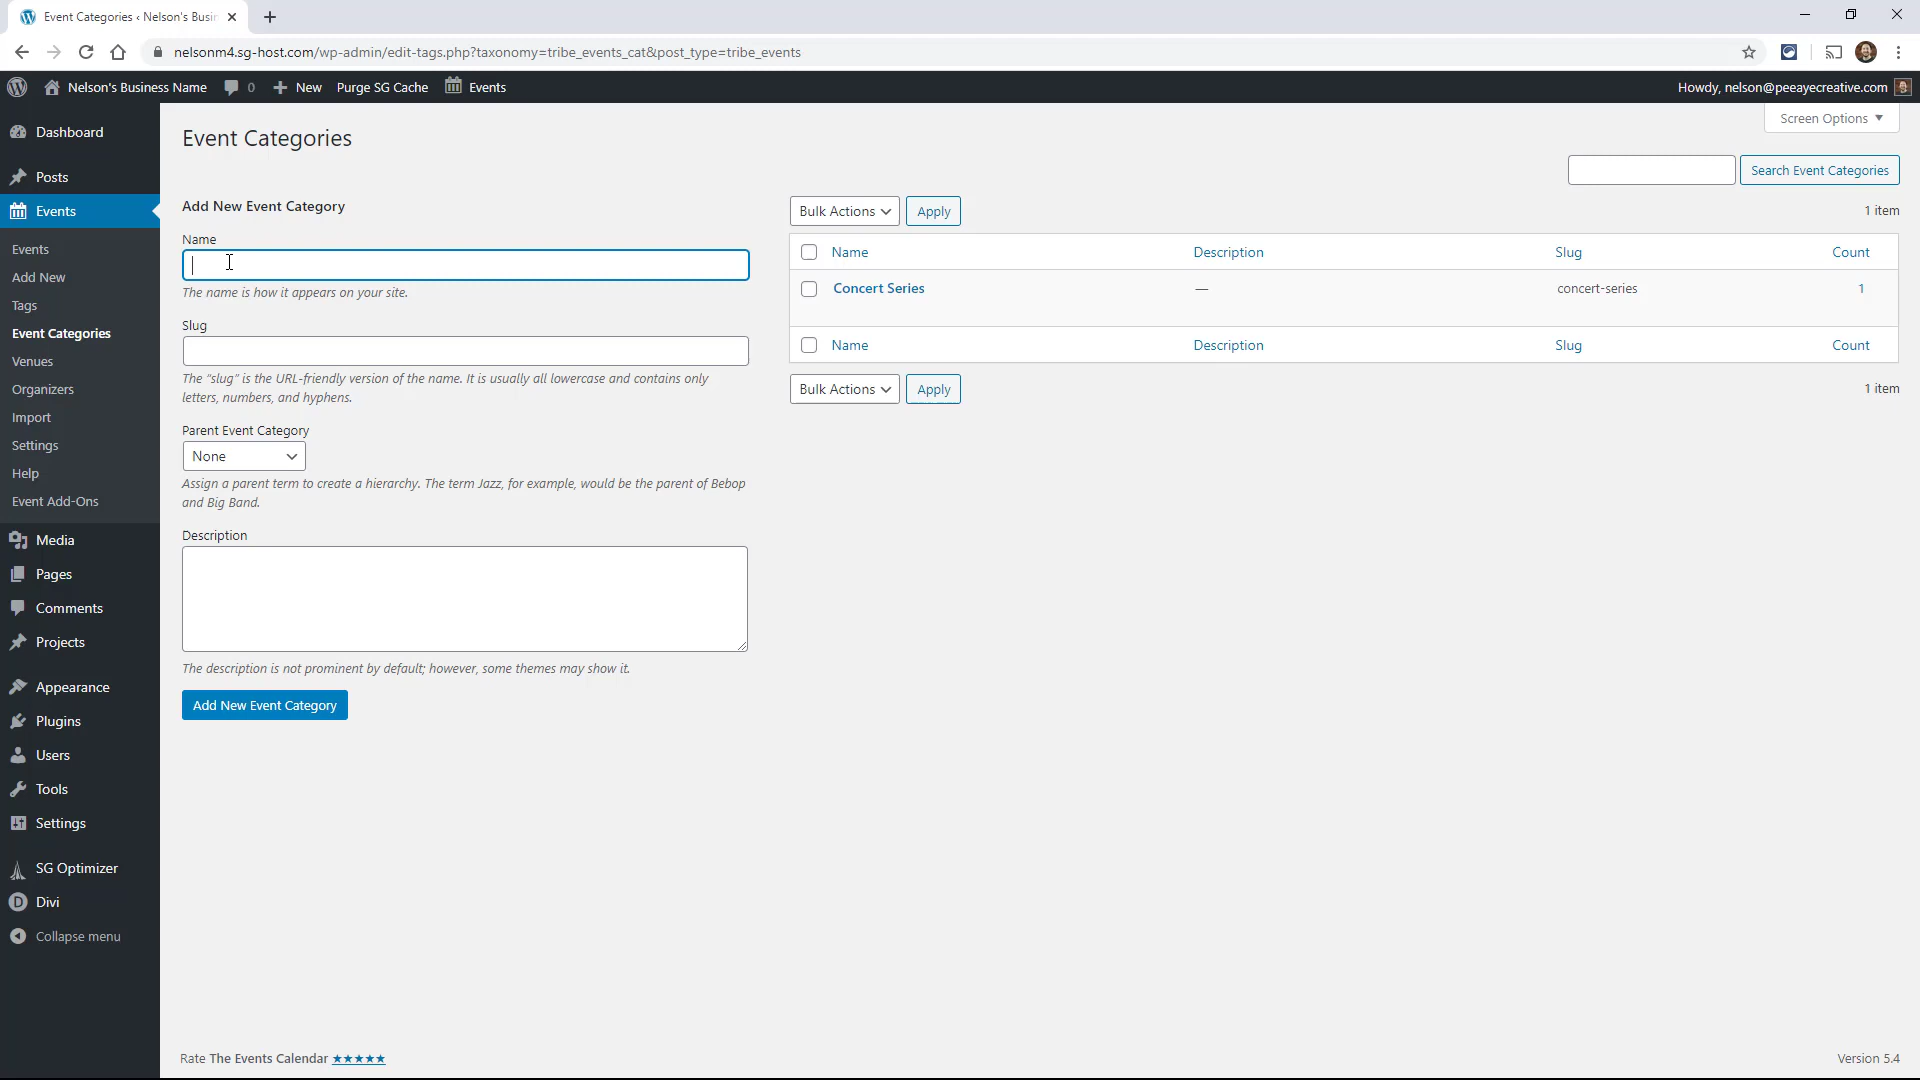 Event Categories ‹ Nelson's Busin
nelsonm4.sg-host.com/wp-admin/edit-tags.php?taxonomy=tribe_events_cat&post_type=tribe_events
Nelson's Business Name 0 New Purge SG Cache Events Howdy, nelson@peeayecreative.com
Screen Options
Dashboard
Posts
Events
Events
Add New
Tags
Event Categories
Venues
Organizers
Import
Settings
Help
Event Add-Ons
Media
Pages
Comments
Projects
Appearance
Plugins
Users
Tools
Settings
SG Optimizer
Divi
Collapse menu
Event Categories
Search Event Categories
Add New Event Category
Name
The name is how it appears on your site.
Slug
The “slug” is the URL-friendly version of the name. It is usually all lowercase and contains only
letters, numbers, and hyphens.
Parent Event Category
None
Assign a parent term to create a hierarchy. The term Jazz, for example, would be the parent of Bebop
and Big Band.
Description
The description is not prominent by default; however, some themes may show it.
Add New Event Category
Bulk Actions Apply 1 item
Name Description Slug Count
Concert Series — concert-series 1
Name Description Slug Count
Bulk Actions Apply 1 item
Rate The Events Calendar ★★★★★
Version 5.4